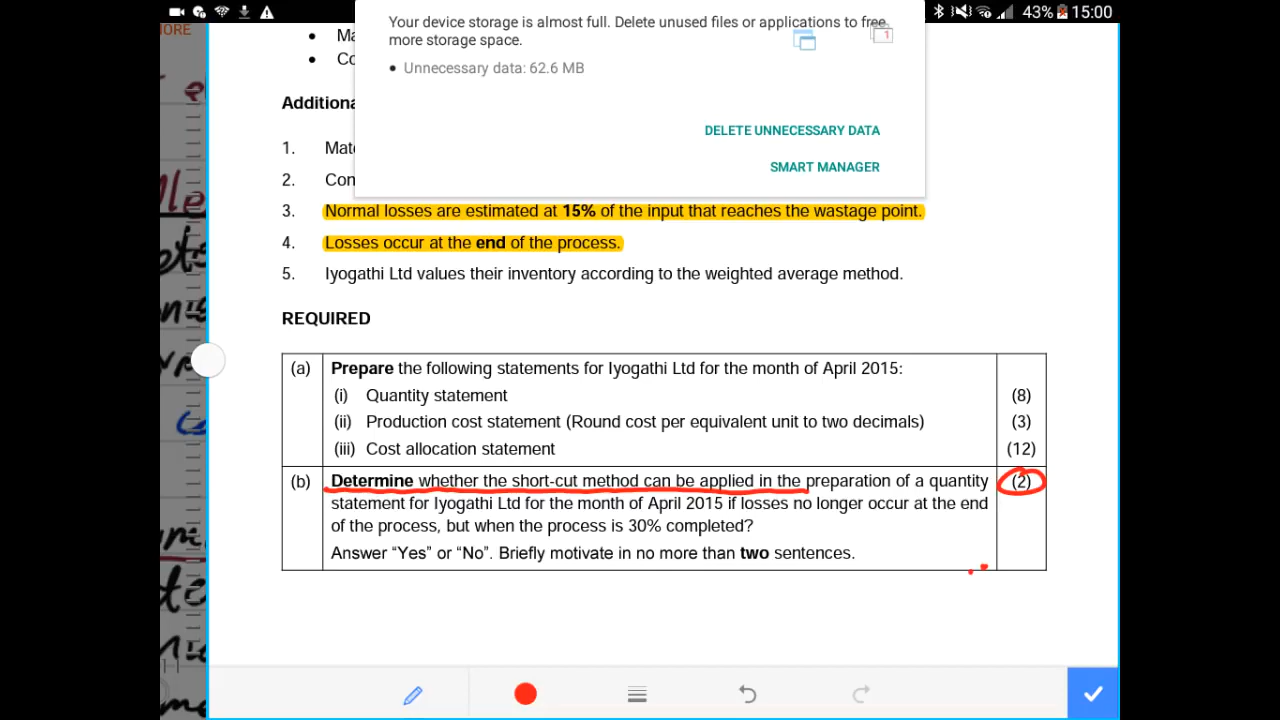 43% 15:00
MORE
Your device storage is almost full. Delete unused files or applications to free
more storage space.
1
• Unnecessary data: 62.6 MB
DELETE UNNECESSARY DATA
SMART MANAGER
• Ma
• Co
Additiona
1. Mate
2. Con
3. Normal losses are estimated at 15% of the input that reaches the wastage point.
4. Losses occur at the end of the process.
5. Iyogathi Ltd values their inventory according to the weighted average method.
REQUIRED
(a) Prepare the following statements for Iyogathi Ltd for the month of April 2015:
(i) Quantity statement (8)
(ii) Production cost statement (Round cost per equivalent unit to two decimals) (3)
(iii) Cost allocation statement (12)
(b) Determine whether the short-cut method can be applied in the preparation of a quantity (2)
statement for Iyogathi Ltd for the month of April 2015 if losses no longer occur at the end
of the process, but when the process is 30% completed?
Answer “Yes” or “No”. Briefly motivate in no more than two sentences.